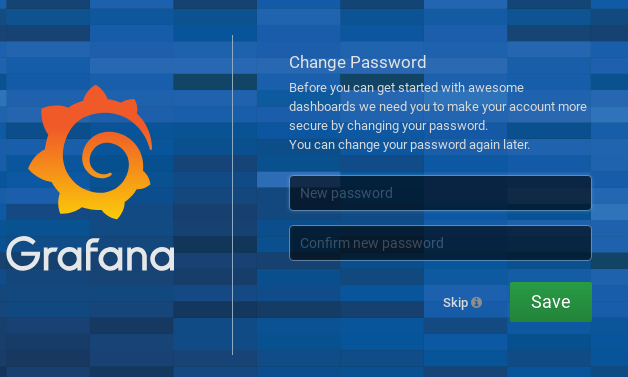 Grafana
Change Password
Before you can get started with awesome
dashboards we need you to make your account more
secure by changing your password.
You can change your password again later.
New password
Confirm new password
Skip
Save